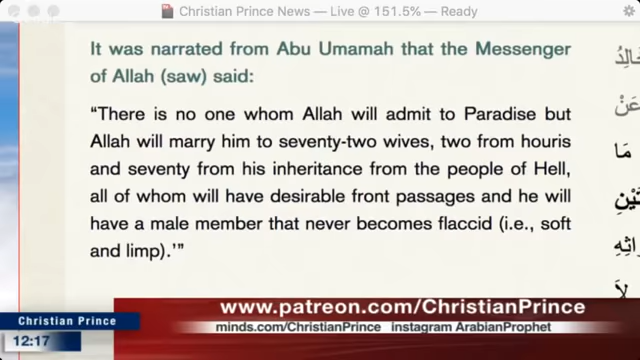 Christian Prince News — Live @ 151.5% — Ready
It was narrated from Abu Umamah that the Messenger
of Allah (saw) said:
“There is no one whom Allah will admit to Paradise but
Allah will marry him to seventy-two wives, two from houris
and seventy from his inheritance from the people of Hell,
all of whom will have desirable front passages and he will
have a male member that never becomes flaccid (i.e., soft
and limp).’”
عَنْ
مَا
www.patreon.com/ChristianPrince
minds.com/ChristianPrince instagram ArabianProphet
Christian Prince
12:17